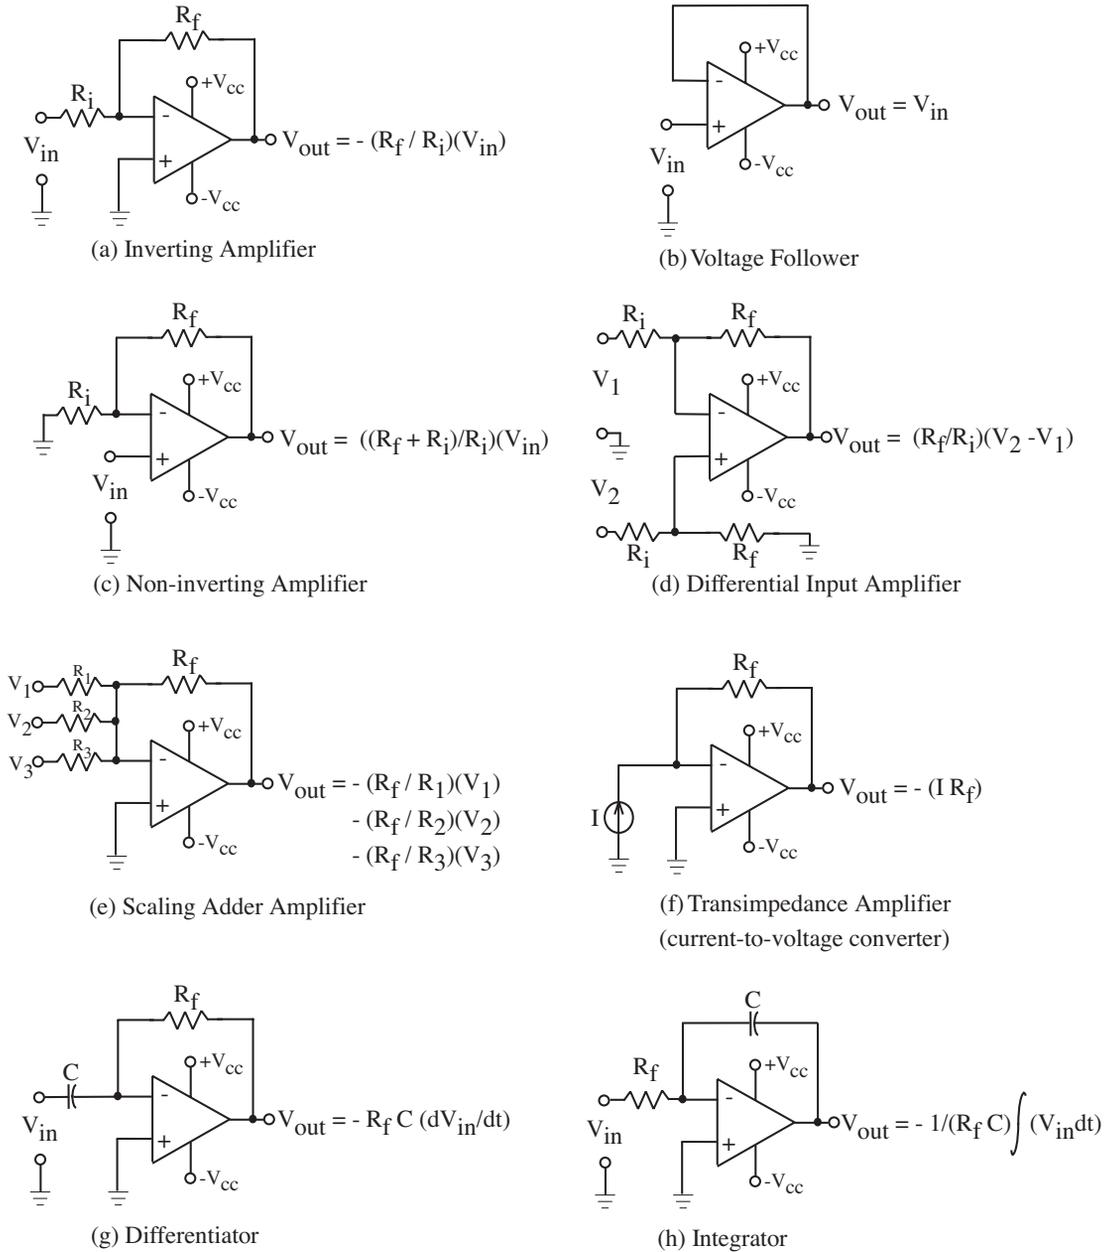 Rf
+Vcc
Ri
-
Vin
+
-Vcc
Vout = - (Rf / Ri)(Vin)
(a) Inverting Amplifier
+Vcc
-
+
Vin
-Vcc
Vout = Vin
(b) Voltage Follower
Rf
+Vcc
Ri
-
+
Vin
-Vcc
Vout = ((Rf + Ri)/Ri)(Vin)
(c) Non-inverting Amplifier
Ri
Rf
V1
+Vcc
-
+
Vout = (Rf/Ri)(V2 -V1)
V2
-Vcc
Ri
Rf
(d) Differential Input Amplifier
Rf
V1 R1
V2 R2
V3 R3
+Vcc
-
+
-Vcc
Vout = - (Rf / R1)(V1)
- (Rf / R2)(V2)
- (Rf / R3)(V3)
(e) Scaling Adder Amplifier
Rf
+Vcc
-
+
I
-Vcc
Vout = - (I Rf)
(f) Transimpedance Amplifier
(current-to-voltage converter)
Rf
+Vcc
C
-
+
Vin
-Vcc
Vout = - Rf C (dVin/dt)
(g) Differentiator
C
+Vcc
Rf
-
+
Vin
-Vcc
Vout = - 1/(Rf C)∫(Vindt)
(h) Integrator